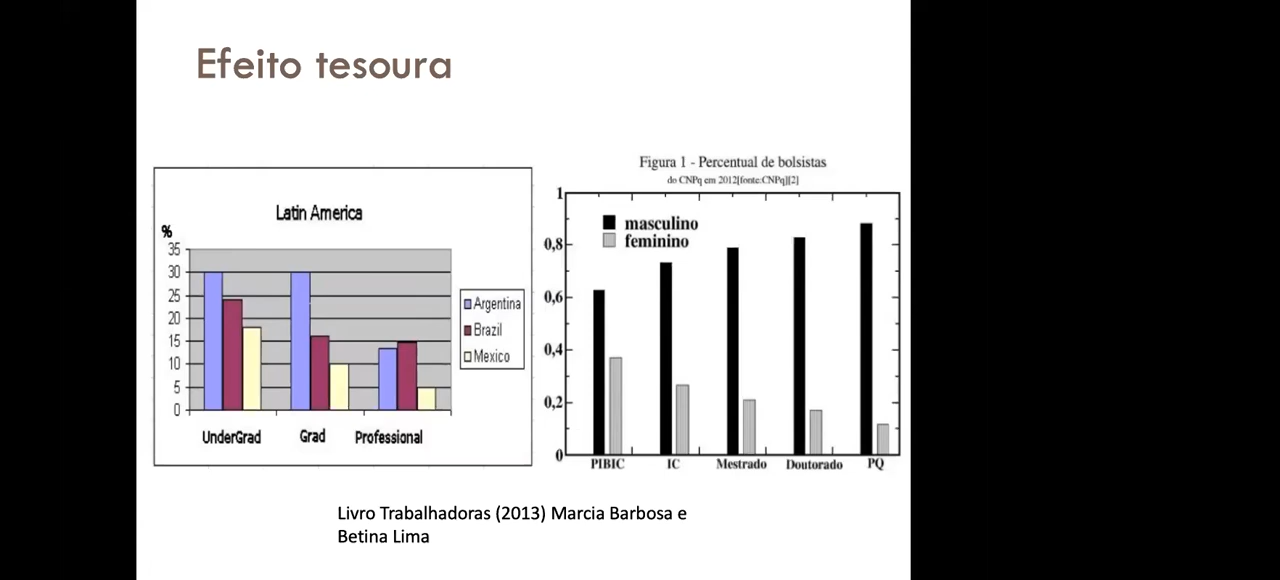 Efeito tesoura
Latin America
%
35
30
25
20
15
10
5
0
UnderGrad Grad Professional
Argentina
Brazil
Mexico
Figura 1 - Percentual de bolsistas
do CNPq em 2012[fonte:CNPq][2]
1
0,8
0,6
0,4
0,2
0
masculino
feminino
PIBIC IC Mestrado Doutorado PQ
Livro Trabalhadoras (2013) Marcia Barbosa e
Betina Lima